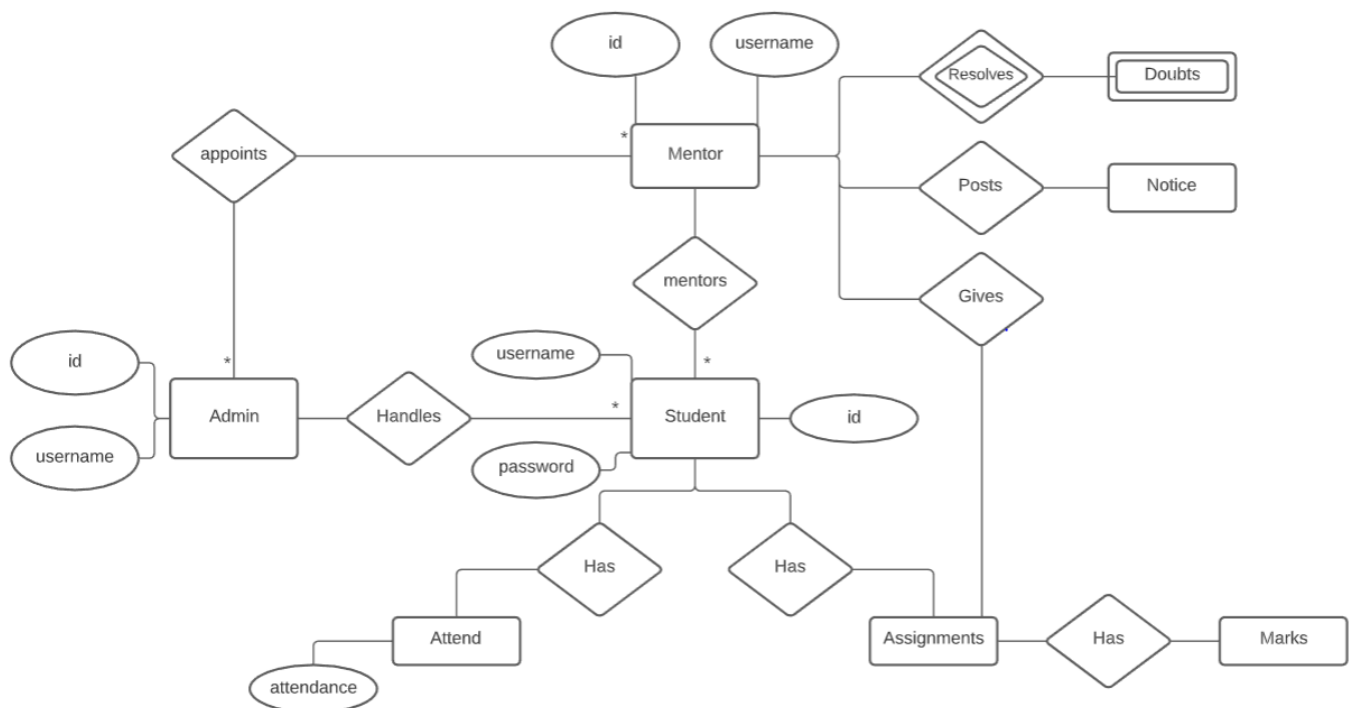 id
username
Resolves
Doubts
appoints
*
Mentor
Posts
Notice
mentors
Gives
id
*
username
*
Admin
Handles
*
Student
id
username
password
Has
Has
Attend
Assignments
Has
Marks
attendance